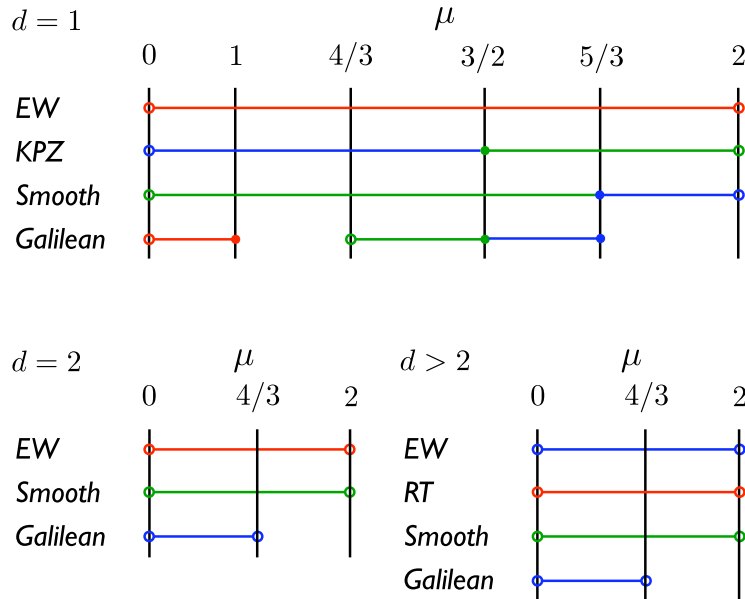 d = 1 μ
0 1 4/3 3/2 5/3 2
EW
KPZ
Smooth
Galilean
d = 2 μ
0 4/3 2
EW
Smooth
Galilean
d > 2 μ
0 4/3 2
EW
RT
Smooth
Galilean